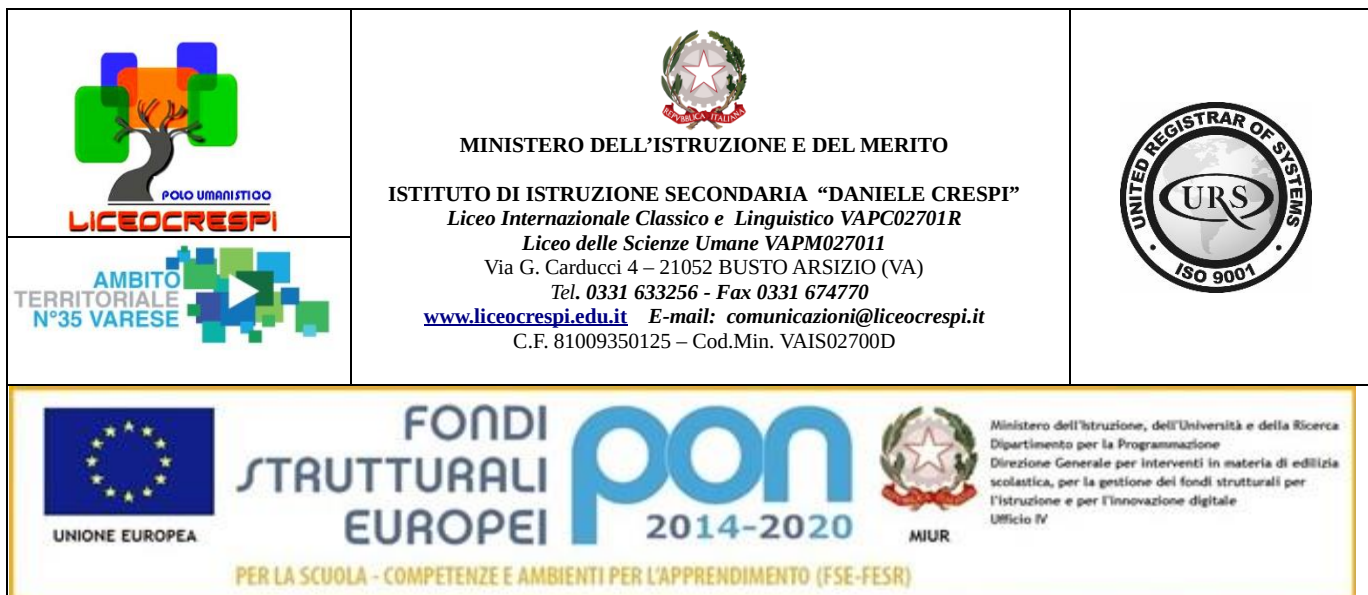 POLO UMANISTICO
LICEOCRESPI
AMBITO
TERRITORIALE
N°35 VARESE
REPVBBLICA ITALIANA
MINISTERO DELL’ISTRUZIONE E DEL MERITO
ISTITUTO DI ISTRUZIONE SECONDARIA “DANIELE CRESPI”
Liceo Internazionale Classico e Linguistico VAPC02701R
Liceo delle Scienze Umane VAPM027011
Via G. Carducci 4 – 21052 BUSTO ARSIZIO (VA)
Tel. 0331 633256 - Fax 0331 674770
www.liceocrespi.edu.it E-mail: comunicazioni@liceocrespi.it
C.F. 81009350125 – Cod.Min. VAIS02700D
UNITED REGISTRAR OF SYSTEMS
URS
ISO 9001
UNIONE EUROPEA
FONDI
STRUTTURALI
EUROPEI
pon
2014-2020
MIUR
Ministero dell'Istruzione, dell'Università e della Ricerca
Dipartimento per la Programmazione
Direzione Generale per interventi in materia di edilizia
scolastica, per la gestione dei fondi strutturali per
l'istruzione e per l'innovazione digitale
Ufficio IV
PER LA SCUOLA - COMPETENZE E AMBIENTI PER L'APPRENDIMENTO (FSE-FESR)